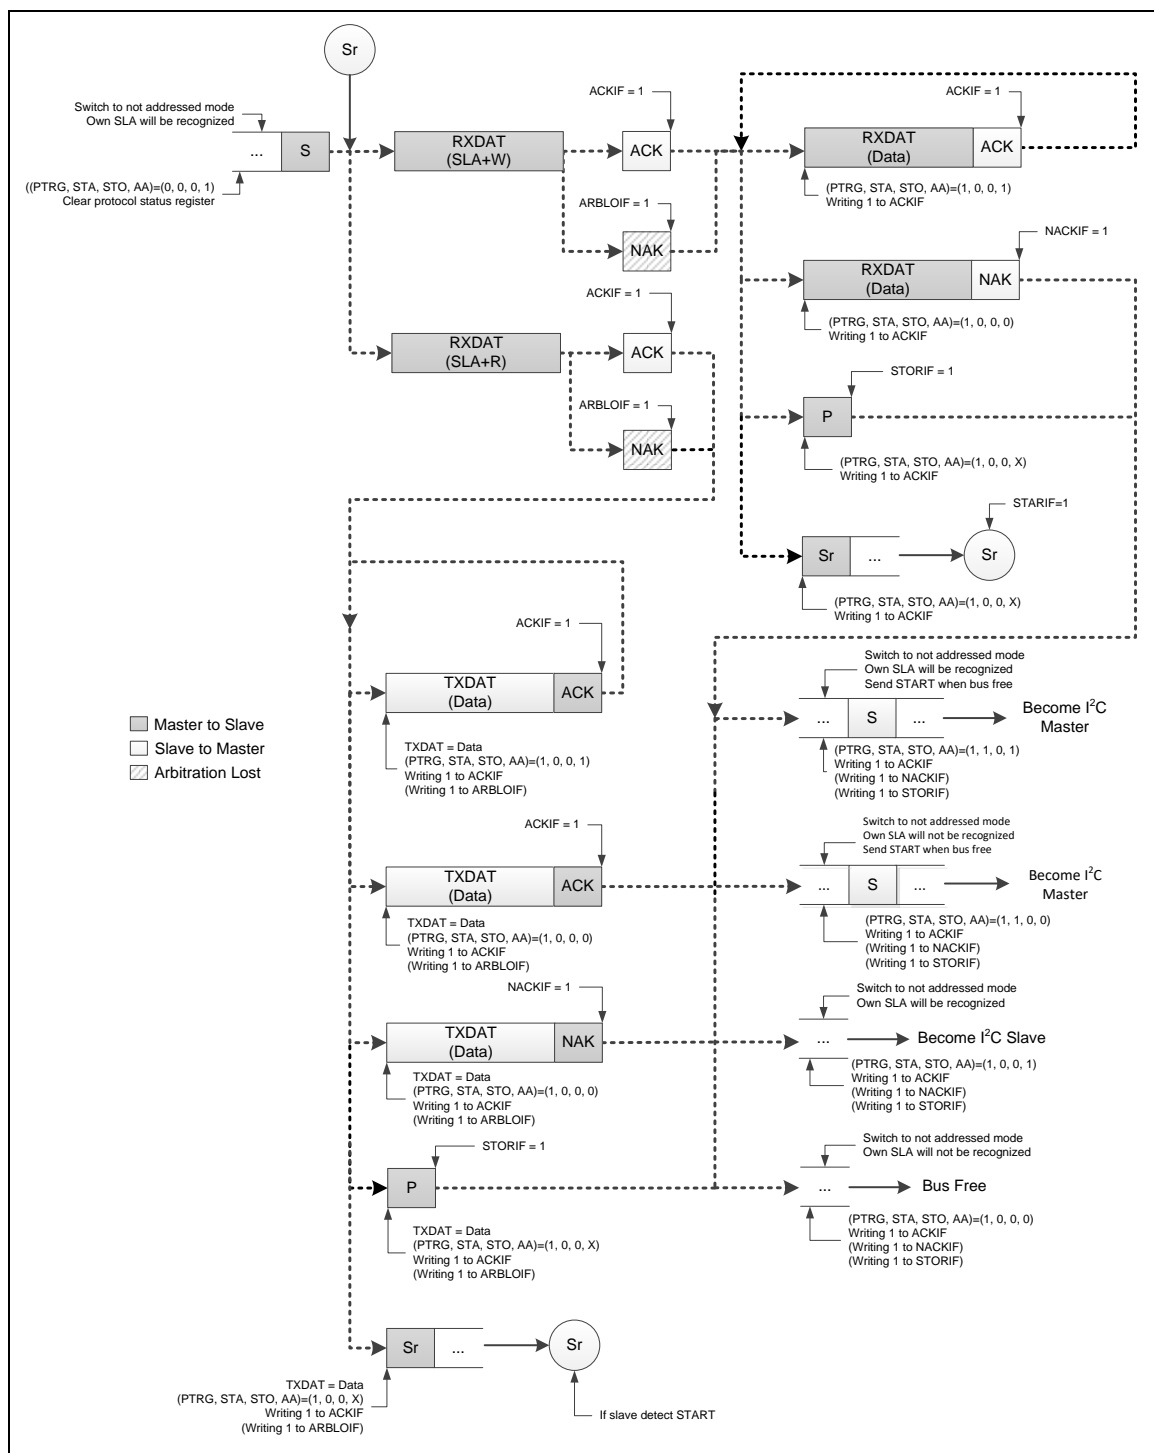 Sr
Switch to not addressed mode
Own SLA will be recognized
...
S
((PTRG, STA, STO, AA)=(0, 0, 0, 1)
Clear protocol status register
RXDAT
(SLA+W)
ACKIF = 1
ACK
ARBLOIF = 1
NAK
ACKIF = 1
RXDAT
(Data)
ACK
(PTRG, STA, STO, AA)=(1, 0, 0, 1)
Writing 1 to ACKIF
NACKIF = 1
RXDAT
(Data)
NAK
(PTRG, STA, STO, AA)=(1, 0, 0, 0)
Writing 1 to ACKIF
ACKIF = 1
RXDAT
(SLA+R)
ACK
ARBLOIF = 1
NAK
STORIF = 1
P
(PTRG, STA, STO, AA)=(1, 0, 0, X)
Writing 1 to ACKIF
STARIF=1
Sr
...
Sr
(PTRG, STA, STO, AA)=(1, 0, 0, X)
Writing 1 to ACKIF
ACKIF = 1
TXDAT
(Data)
ACK
TXDAT = Data
(PTRG, STA, STO, AA)=(1, 0, 0, 1)
Writing 1 to ACKIF
(Writing 1 to ARBLOIF)
Master to Slave
Slave to Master
Arbitration Lost
Switch to not addressed mode
Own SLA will be recognized
Send START when bus free
...
S
...
Become I²C
Master
(PTRG, STA, STO, AA)=(1, 1, 0, 1)
Writing 1 to ACKIF
(Writing 1 to NACKIF)
(Writing 1 to STORIF)
ACKIF = 1
TXDAT
(Data)
ACK
TXDAT = Data
(PTRG, STA, STO, AA)=(1, 0, 0, 0)
Writing 1 to ACKIF
(Writing 1 to ARBLOIF)
Switch to not addressed mode
Own SLA will not be recognized
Send START when bus free
...
S
...
Become I²C
Master
(PTRG, STA, STO, AA)=(1, 1, 0, 0)
Writing 1 to ACKIF
(Writing 1 to NACKIF)
(Writing 1 to STORIF)
NACKIF = 1
TXDAT
(Data)
NAK
TXDAT = Data
(PTRG, STA, STO, AA)=(1, 0, 0, 0)
Writing 1 to ACKIF
(Writing 1 to ARBLOIF)
Switch to not addressed mode
Own SLA will be recognized
...
Become I²C Slave
(PTRG, STA, STO, AA)=(1, 0, 0, 1)
Writing 1 to ACKIF
(Writing 1 to NACKIF)
(Writing 1 to STORIF)
STORIF = 1
P
TXDAT = Data
(PTRG, STA, STO, AA)=(1, 0, 0, X)
Writing 1 to ACKIF
(Writing 1 to ARBLOIF)
Switch to not addressed mode
Own SLA will not be recognized
...
Bus Free
(PTRG, STA, STO, AA)=(1, 0, 0, 0)
Writing 1 to ACKIF
(Writing 1 to NACKIF)
(Writing 1 to STORIF)
Sr
...
Sr
TXDAT = Data
(PTRG, STA, STO, AA)=(1, 0, 0, X)
Writing 1 to ACKIF
(Writing 1 to ARBLOIF)
If slave detect START